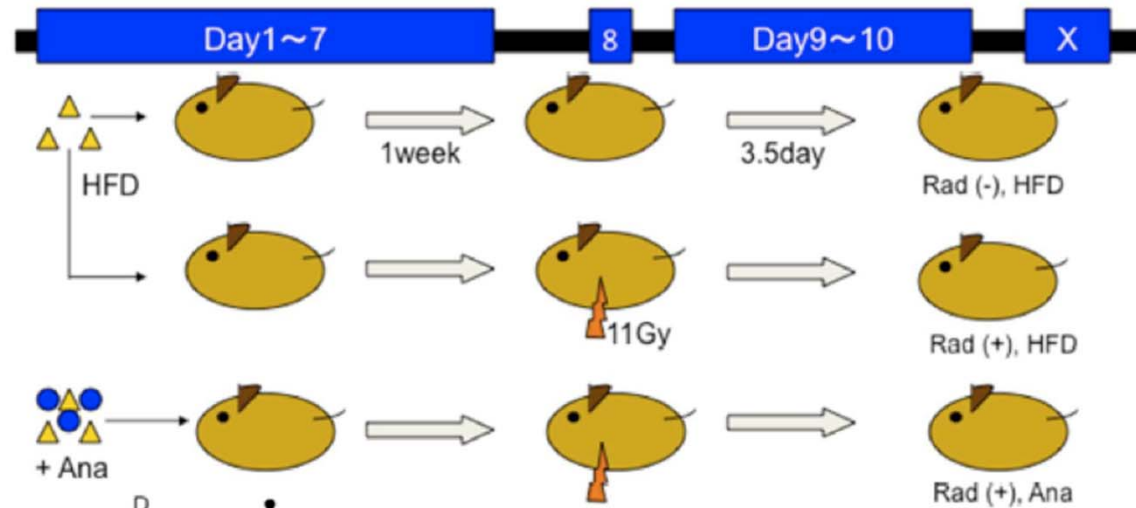 Day1～7 8 Day9～10 X
1week 3.5day
HFD Rad (-), HFD
11Gy
Rad (+), HFD
+ Ana
Rad (+), Ana